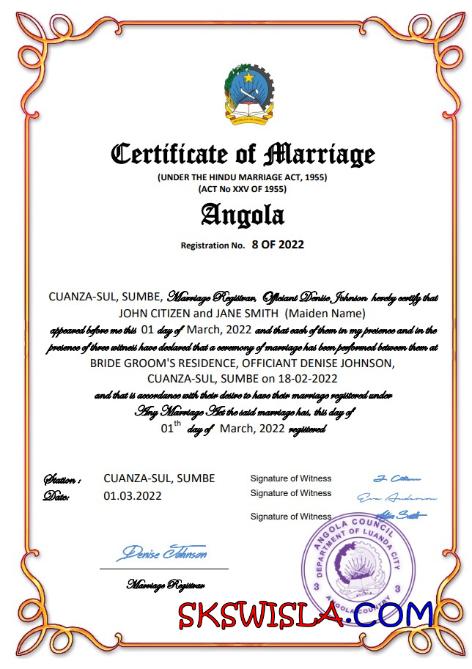 Certificate of Marriage
(UNDER THE HINDU MARRIAGE ACT, 1955)
(ACT No XXV OF 1955)
Angola
Registration No. 8 OF 2022
CUANZA-SUL, SUMBE, Marriage Registrar, Officiant Denise Johnson hereby certify that
JOHN CITIZEN and JANE SMITH (Maiden Name)
appeared before me this 01 day of March, 2022 and that each of them in my presence and in the
presence of three witness have declared that a ceremony of marriage has been performed between them at
BRIDE GROOM'S RESIDENCE, OFFICIANT DENISE JOHNSON,
CUANZA-SUL, SUMBE on 18-02-2022
and that is accordance with their desire to have their marriage registered under
Any Marriage Act the said marriage has, this day of
01th day of March, 2022 registered
Station : CUANZA-SUL, SUMBE
Date: 01.03.2022
Signature of Witness
Signature of Witness Eva Anderson
Signature of Witness
Denise Johnson
Marriage Registrar
ANGOLA COUNCIL
DEPARTMENT OF LUANDA CITY
3 3
ANGOLA COUNTRY
SKSWISLA.COM